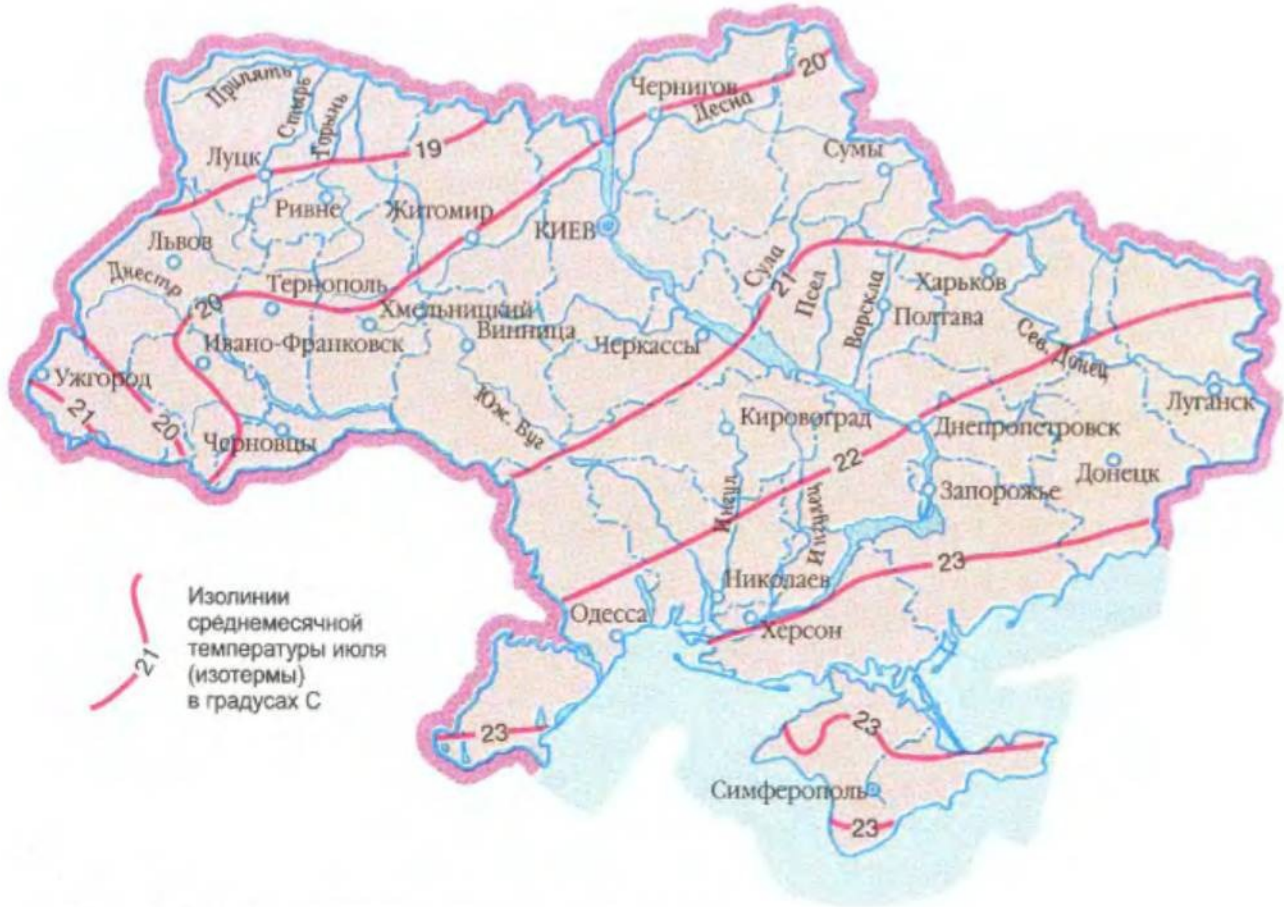 20
Чернигов
Десна
Припять
Стырь
Горынь
19
Сумы
Луцк
Ривне
Житомир
КИЕВ
Львов
Сула
Днестр
20
Тернополь
21
Псел
Ворскла
Харьков
Хмельницкий
Полтава
Винница
Черкассы
Сев. Донец
Ивано-Франковск
Ужгород
21
20
Юж. Буг
Луганск
Кировоград
Днепропетровск
Черновцы
22
Донецк
Ингул
Ингулец
Запорожье
23
Николаев
Одесса
Херсон
Изолинии
среднемесячной
температуры июля
(изотермы)
в градусах С
21
23
23
Симферополь
23